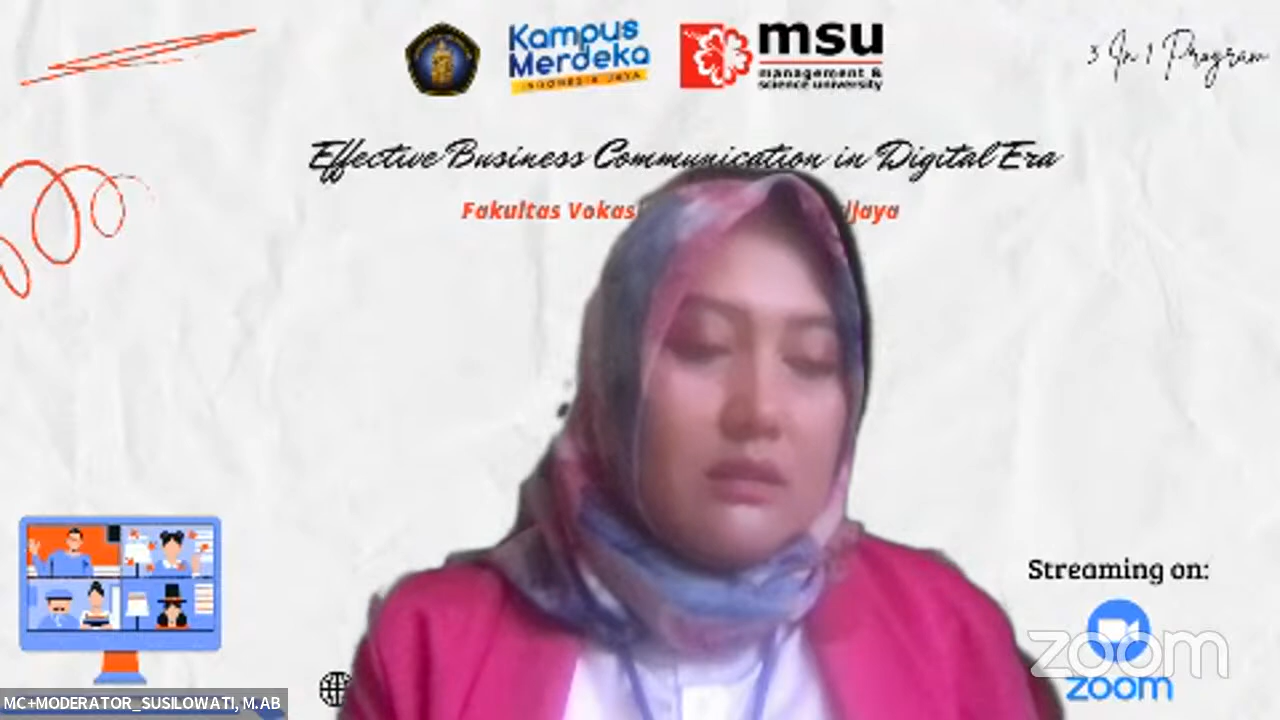 Kampus
Merdeka
INDONESIA JAYA
msu
management &
science university
3 In 1 Program
Effective Business Communication in Digital Era
Fakultas Vokas
Streaming on:
zoom
zoom
MC+MODERATOR_SUSILOWATI, M.AB